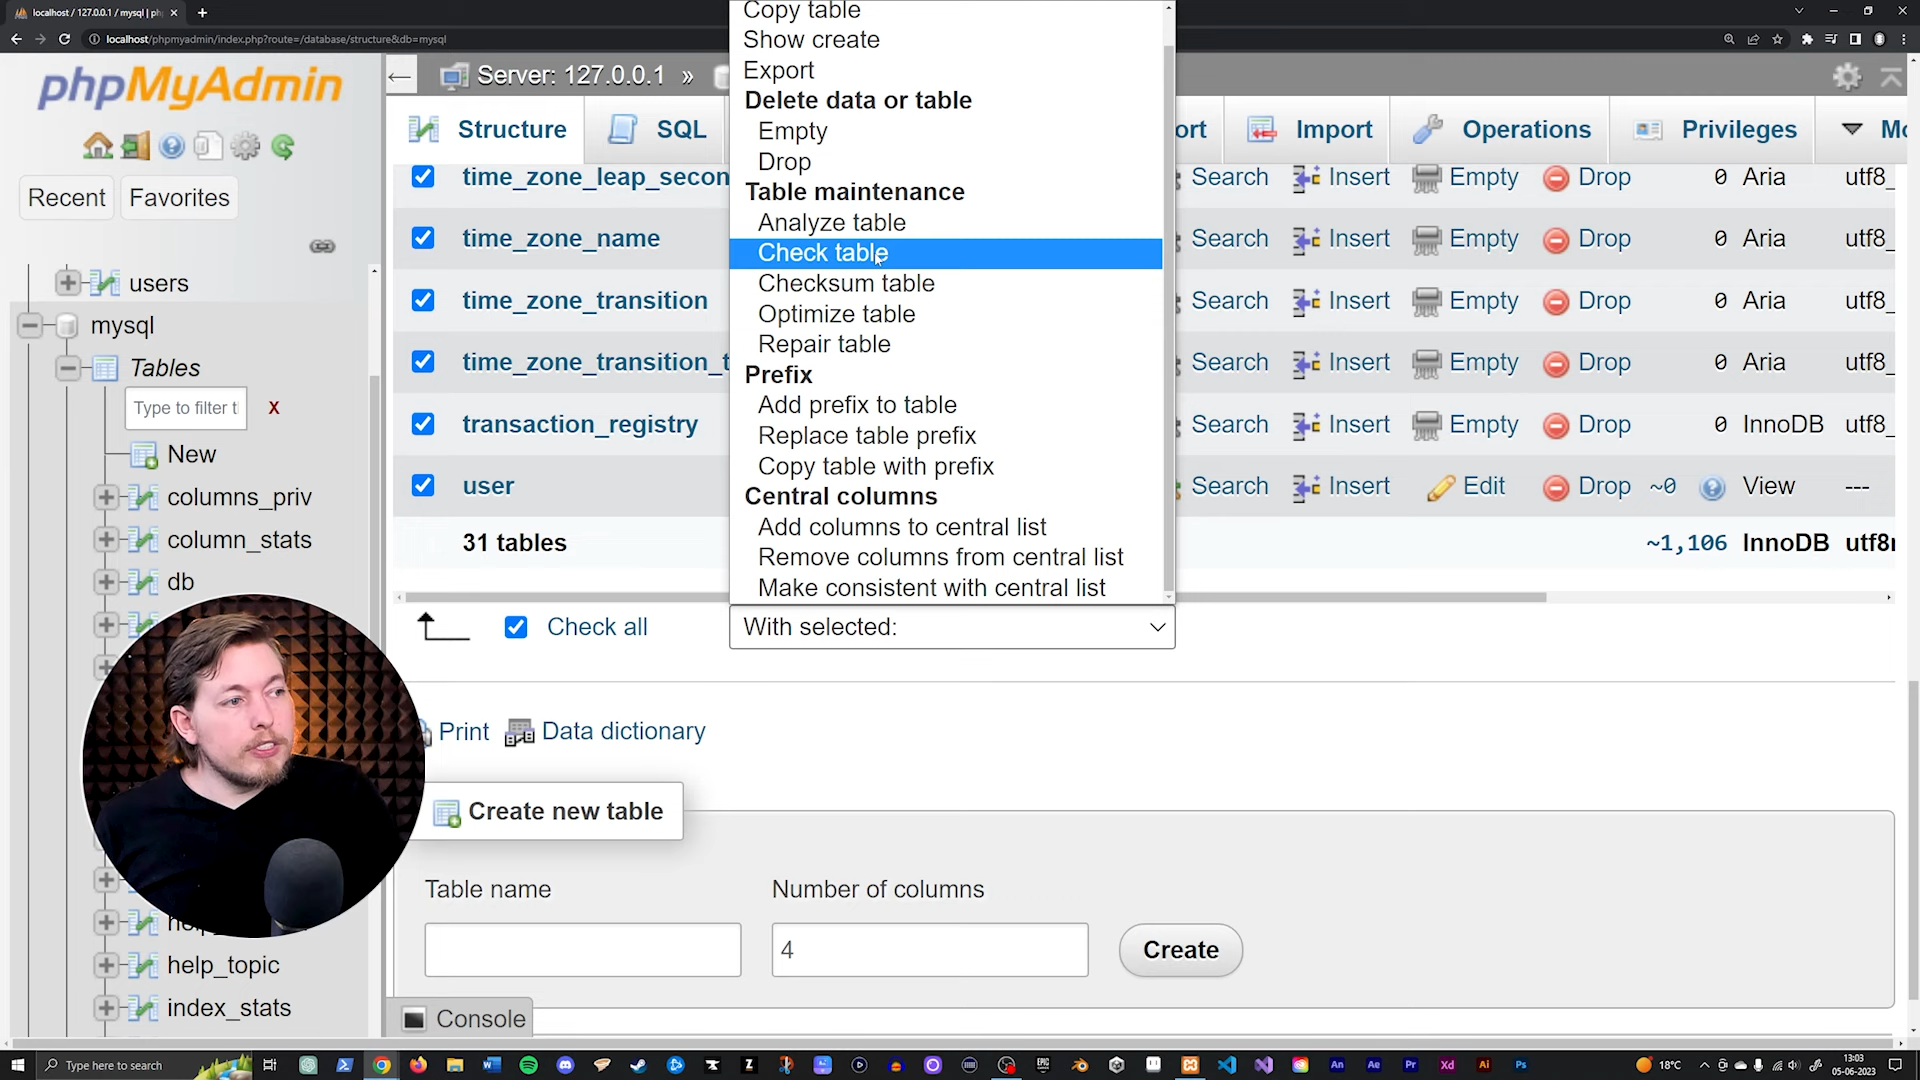 localhost / 127.0.0.1 / mysql | ph
localhost/phpmyadmin/index.php?route=/database/structure&db=mysql
phpMyAdmin
Recent
Favorites
users
mysql
Tables
Type to filter t
X
New
columns_priv
column_stats
db
help_topic
index_stats
Server: 127.0.0.1 »
Structure
SQL
ort
Import
Operations
Privileges
Mo
time_zone_leap_secon
Search
Insert
Empty
Drop
0
Aria
utf8_
time_zone_name
Search
Insert
Empty
Drop
0
Aria
utf8_
time_zone_transition
Search
Insert
Empty
Drop
0
Aria
utf8_
time_zone_transition_t
Search
Insert
Empty
Drop
0
Aria
utf8_
transaction_registry
Search
Insert
Empty
Drop
0
InnoDB
utf8_
user
Search
Insert
Edit
Drop
~0
View
---
31 tables
~1,106
InnoDB
Copy table
Show create
Export
Delete data or table
Empty
Drop
Table maintenance
Analyze table
Check table
Checksum table
Optimize table
Repair table
Prefix
Add prefix to table
Replace table prefix
Copy table with prefix
Central columns
Add columns to central list
Remove columns from central list
Make consistent with central list
Check all
With selected:
Print
Data dictionary
Create new table
Table name
Number of columns
4
Create
Console
Type here to search
18°C
13:03
05-06-2023